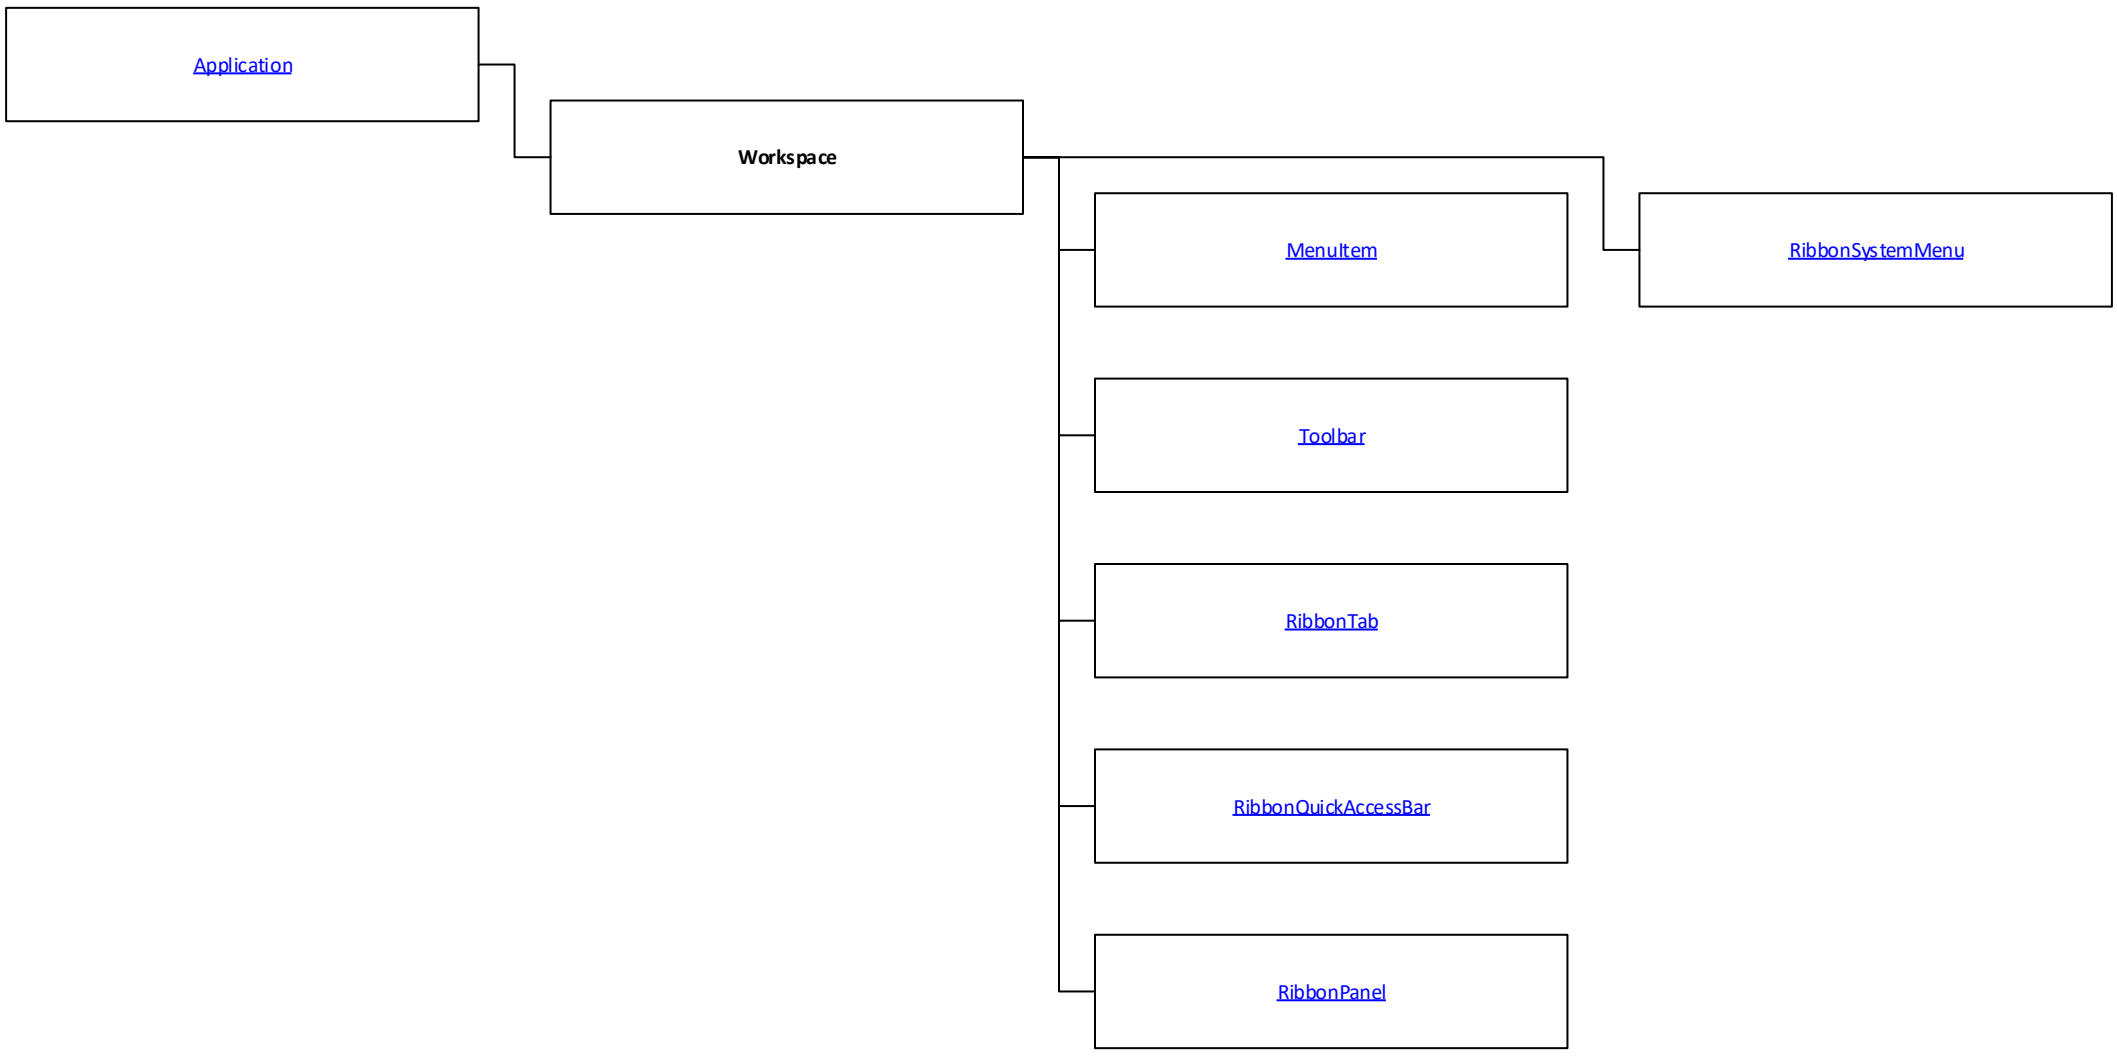 Application
Workspace
MenuItem
RibbonSystemMenu
Toolbar
RibbonTab
RibbonQuickAccessBar
RibbonPanel